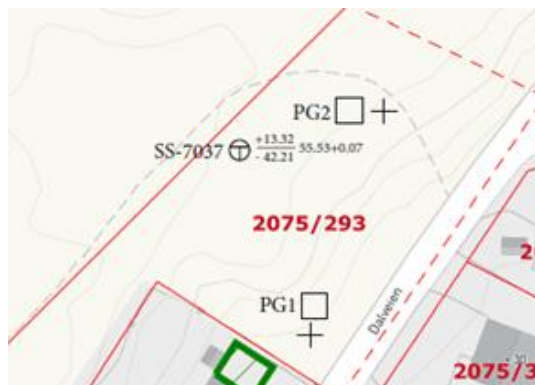 PG2
SS-7037 +13.32 55.53+0.07
- 42.21
2075/293
PG1
Dalveien
2075/3